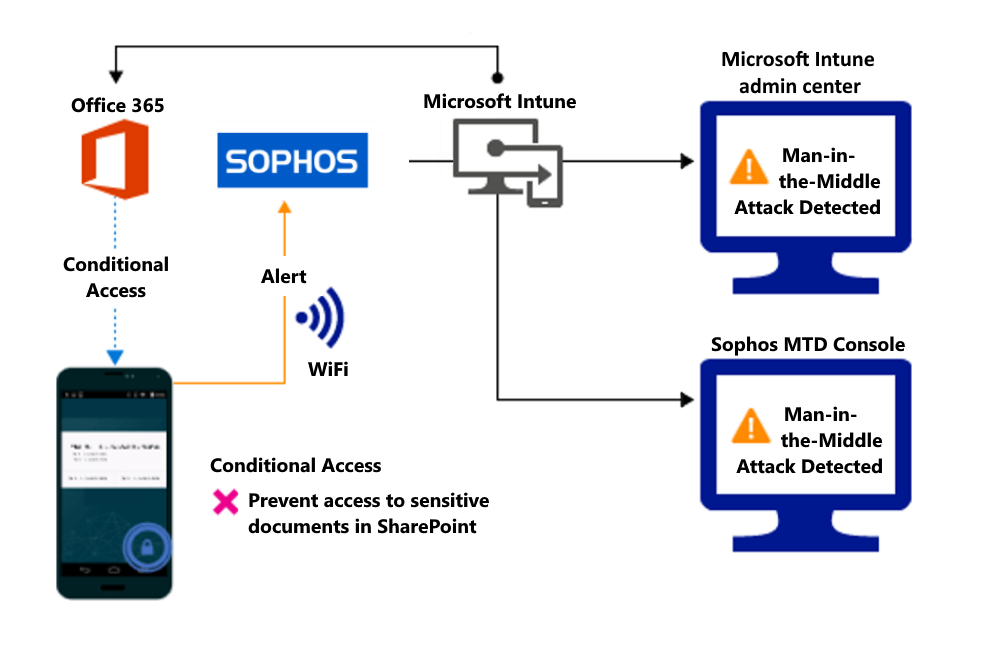 Microsoft Intune
admin center
Office 365
Microsoft Intune
SOPHOS
Man-in-
the-Middle
Attack Detected
Conditional
Access
Alert
WiFi
Sophos MTD Console
Man-in-
the-Middle
Attack Detected
Conditional Access
Prevent access to sensitive
documents in SharePoint